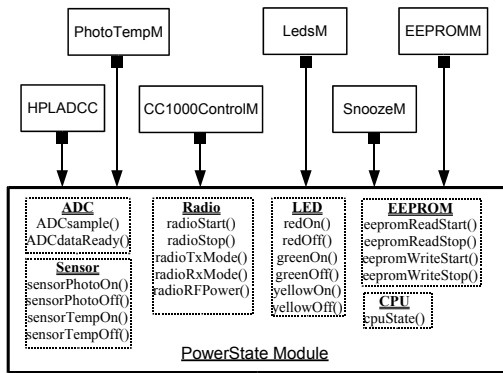 PhotoTempM
LedsM
EEPROMM
HPLADCC
CC1000ControlM
SnoozeM
ADC
ADCsample()
ADCdataReady()
Sensor
sensorPhotoOn()
sensorPhotoOff()
sensorTempOn()
sensorTempOff()
Radio
radioStart()
radioStop()
radioTxMode()
radioRxMode()
radioRFPower()
LED
redOn()
redOff()
greenOn()
greenOff()
yellowOn()
yellowOff()
EEPROM
eepromReadStart()
eepromReadStop()
eepromWriteStart()
eepromWriteStop()
CPU
cpuState()
PowerState Module